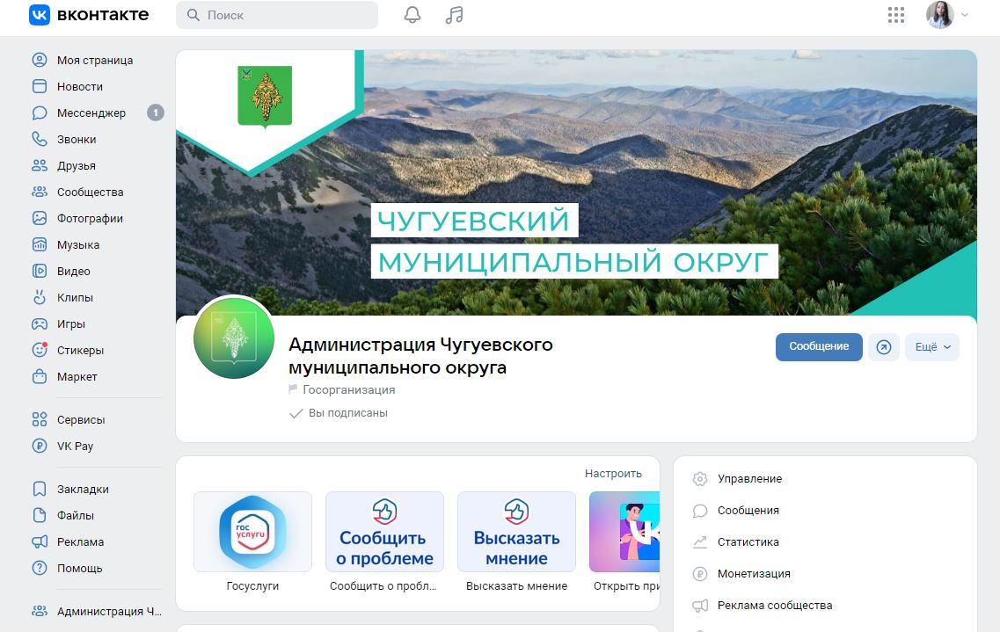 вконтакте
Поиск
Моя страница
Новости
Мессенджер 1
Звонки
Друзья
Сообщества
Фотографии
Музыка
Видео
Клипы
Игры
Стикеры
Маркет
Сервисы
VK Pay
Закладки
Файлы
Реклама
Помощь
Администрация Ч...
ЧУГУЕВСКИЙ
МУНИЦИПАЛЬНЫЙ ОКРУГ
Администрация Чугуевского
муниципального округа
Госорганизация
Вы подписаны
Сообщение
Ещё
Настроить
гос
услуги
Госуслуги
Сообщить
о проблеме
Сообщить о пробл...
Высказать
мнение
Высказать мнение
Открыть при
Управление
Сообщения
Статистика
Монетизация
Реклама сообщества